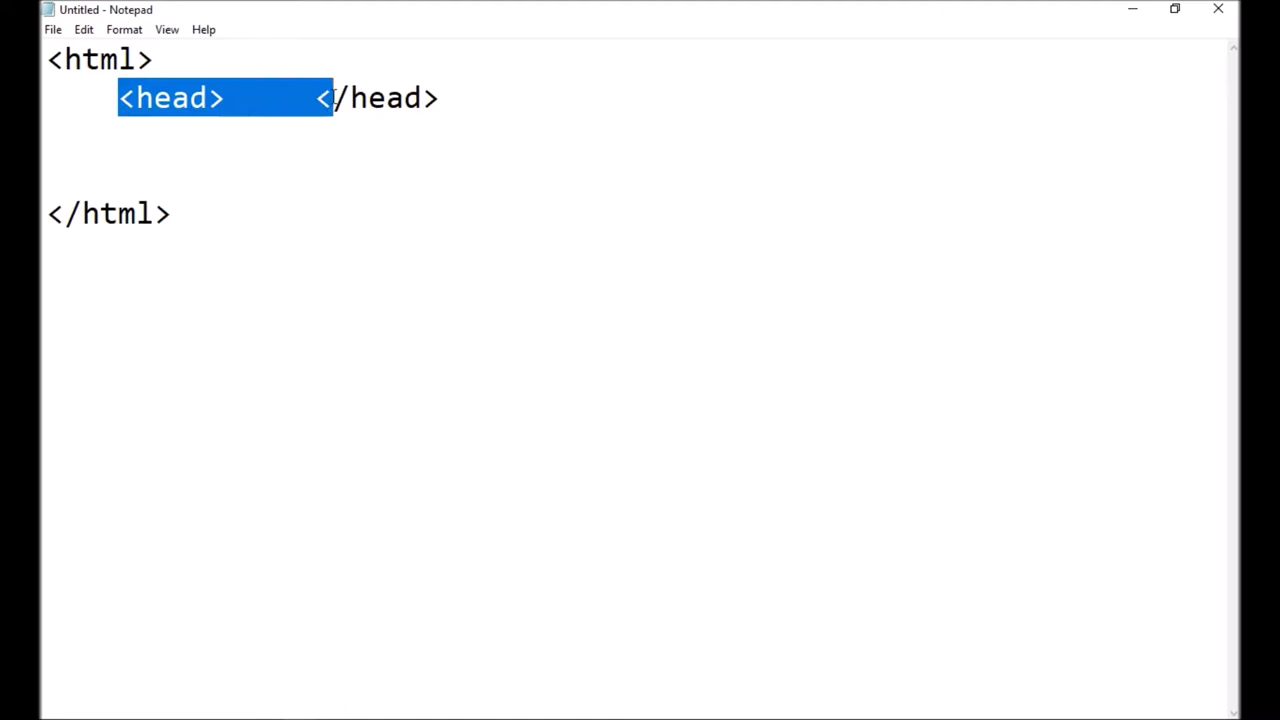 Untitled - Notepad
File Edit Format View Help
<html>
<head> </head>
</html>